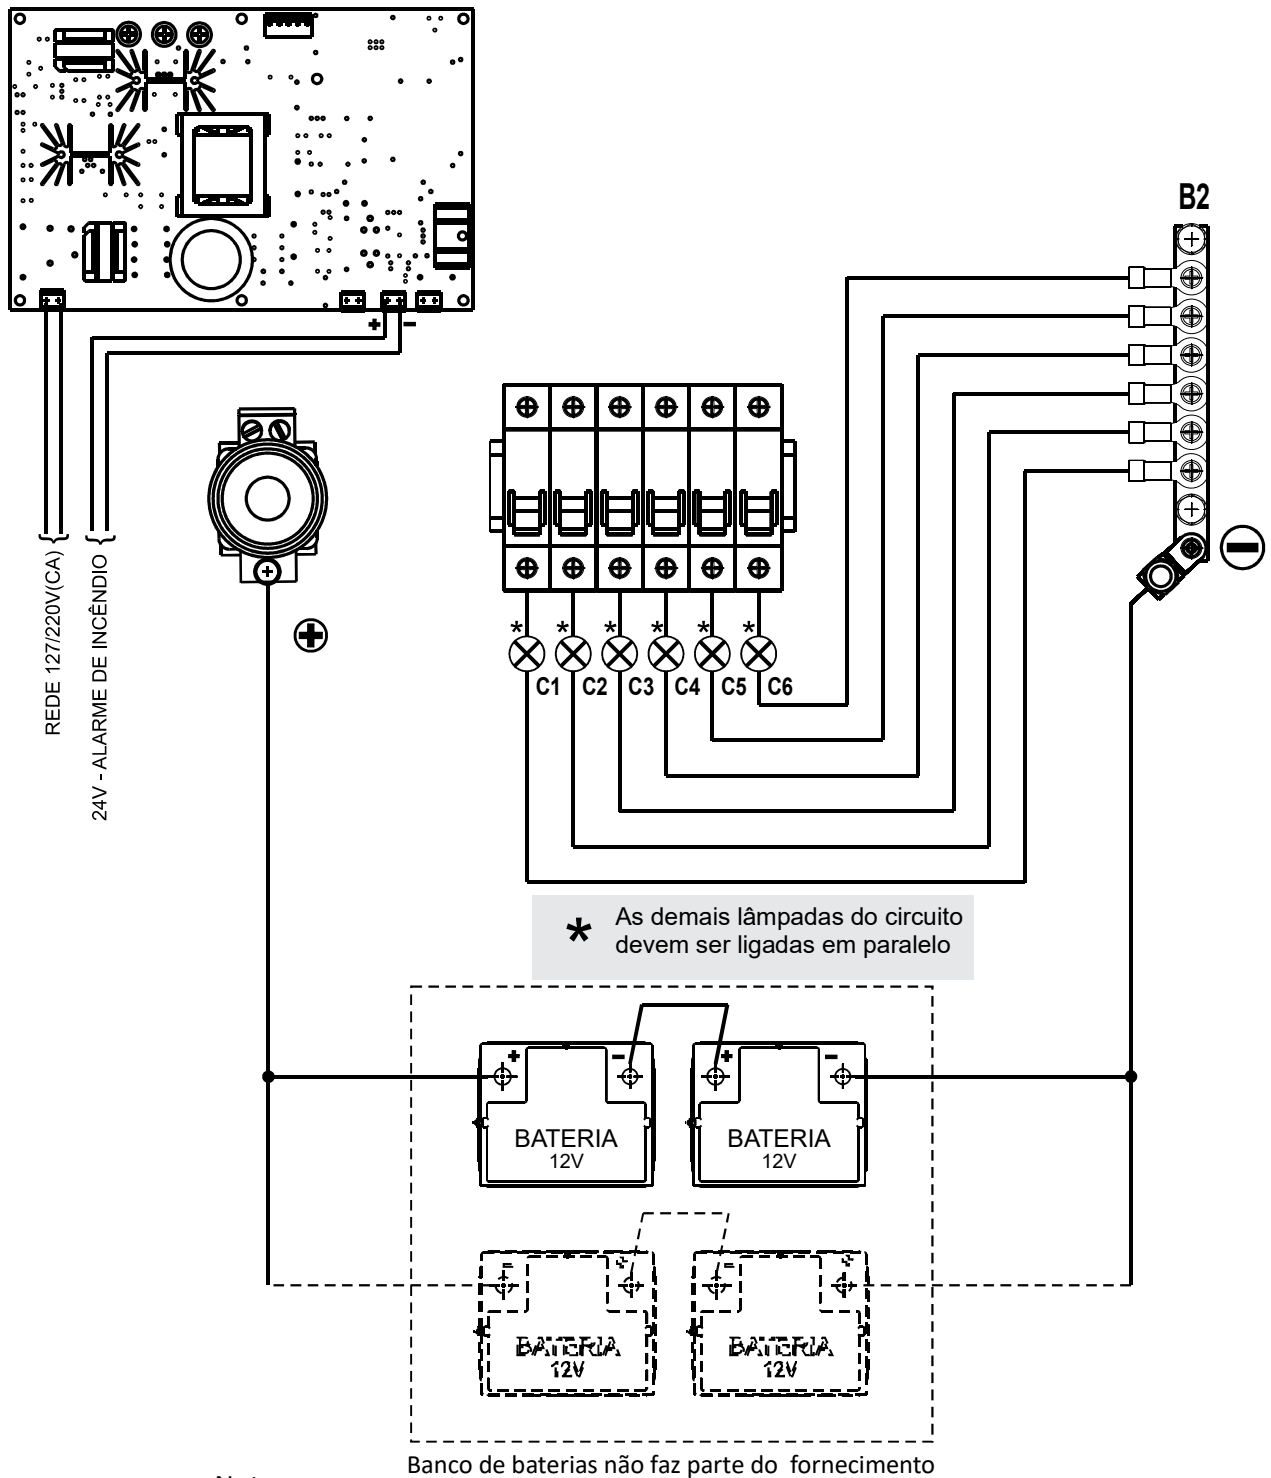 B2
+ −
REDE 127/220V(CA)
24V - ALARME DE INCÊNDIO
* * * * * *
C1 C2 C3 C4 C5 C6
* As demais lâmpadas do circuito
devem ser ligadas em paralelo
+ − + −
BATERIA BATERIA
12V 12V
BATERIA BATERIA
12V 12V
Banco de baterias não faz parte do fornecimento